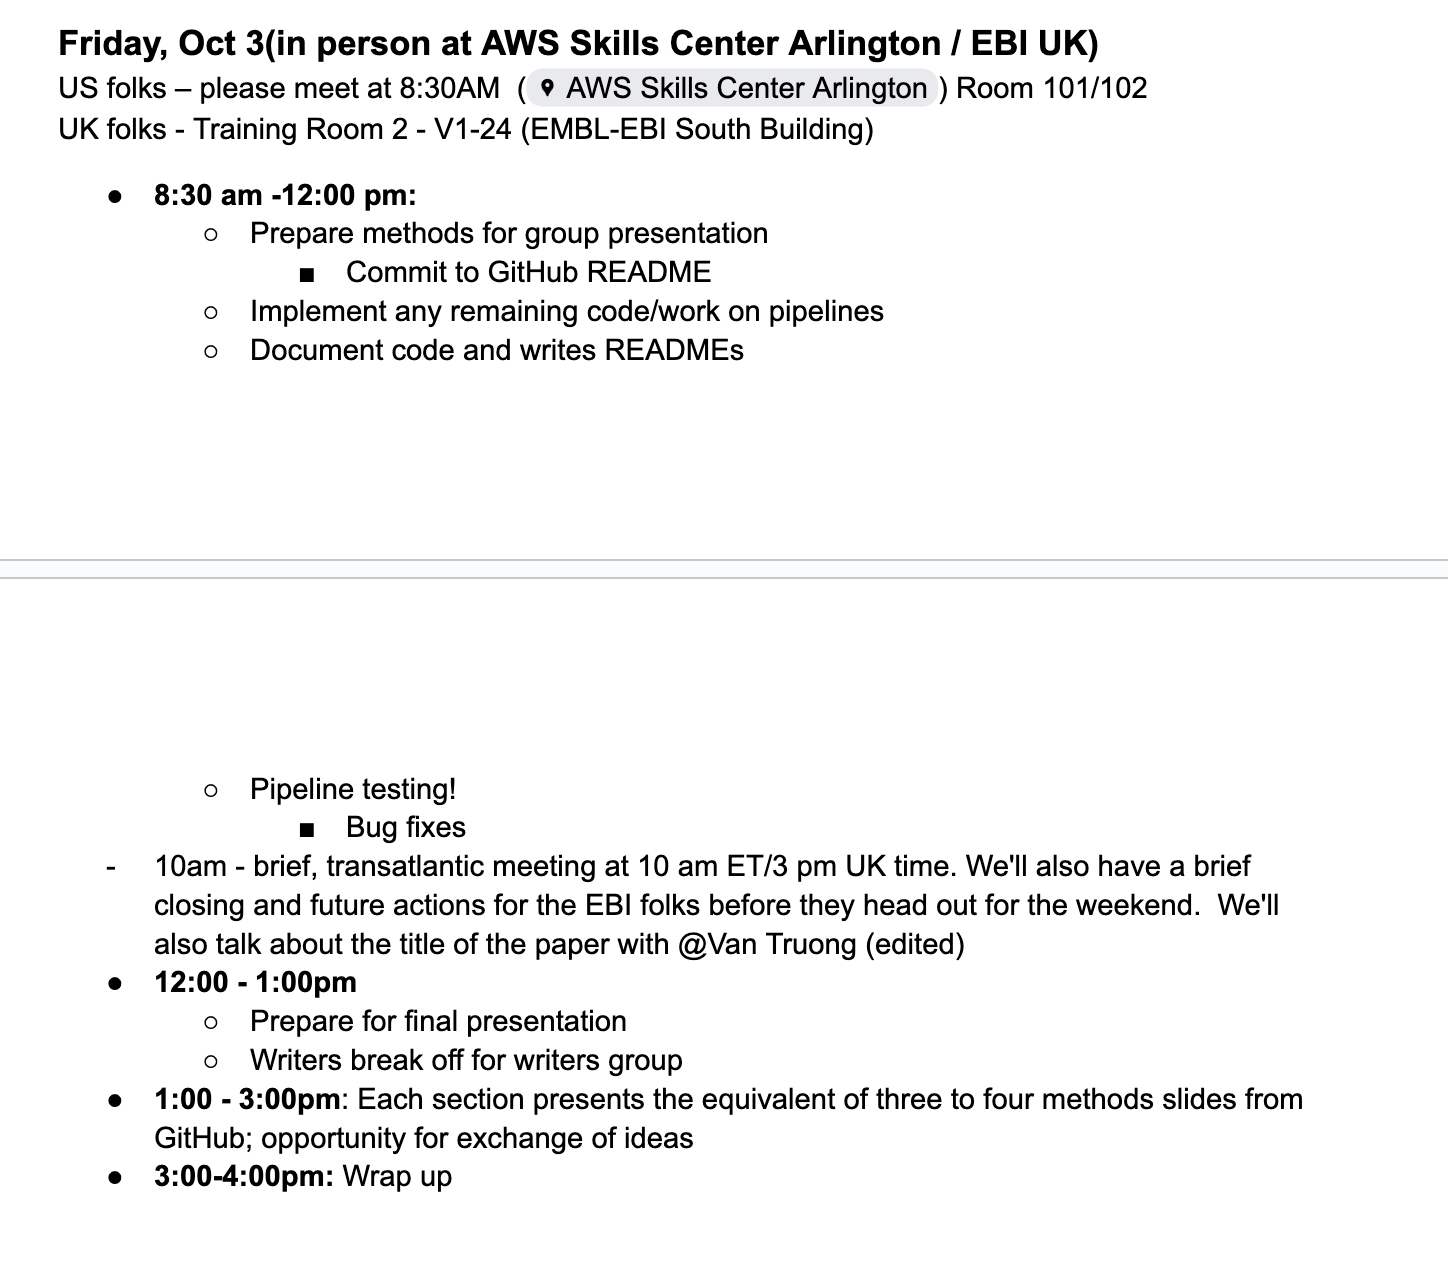 Friday, Oct 3(in person at AWS Skills Center Arlington / EBI UK)
US folks – please meet at 8:30AM  ( AWS Skills Center Arlington ) Room 101/102
UK folks - Training Room 2 - V1-24 (EMBL-EBI South Building)
● 8:30 am -12:00 pm:
○ Prepare methods for group presentation
■ Commit to GitHub README
○ Implement any remaining code/work on pipelines
○ Document code and writes READMEs
○ Pipeline testing!
■ Bug fixes
- 10am - brief, transatlantic meeting at 10 am ET/3 pm UK time. We'll also have a brief
closing and future actions for the EBI folks before they head out for the weekend.  We'll
also talk about the title of the paper with @Van Truong (edited)
● 12:00 - 1:00pm
○ Prepare for final presentation
○ Writers break off for writers group
● 1:00 - 3:00pm: Each section presents the equivalent of three to four methods slides from
GitHub; opportunity for exchange of ideas
● 3:00-4:00pm: Wrap up